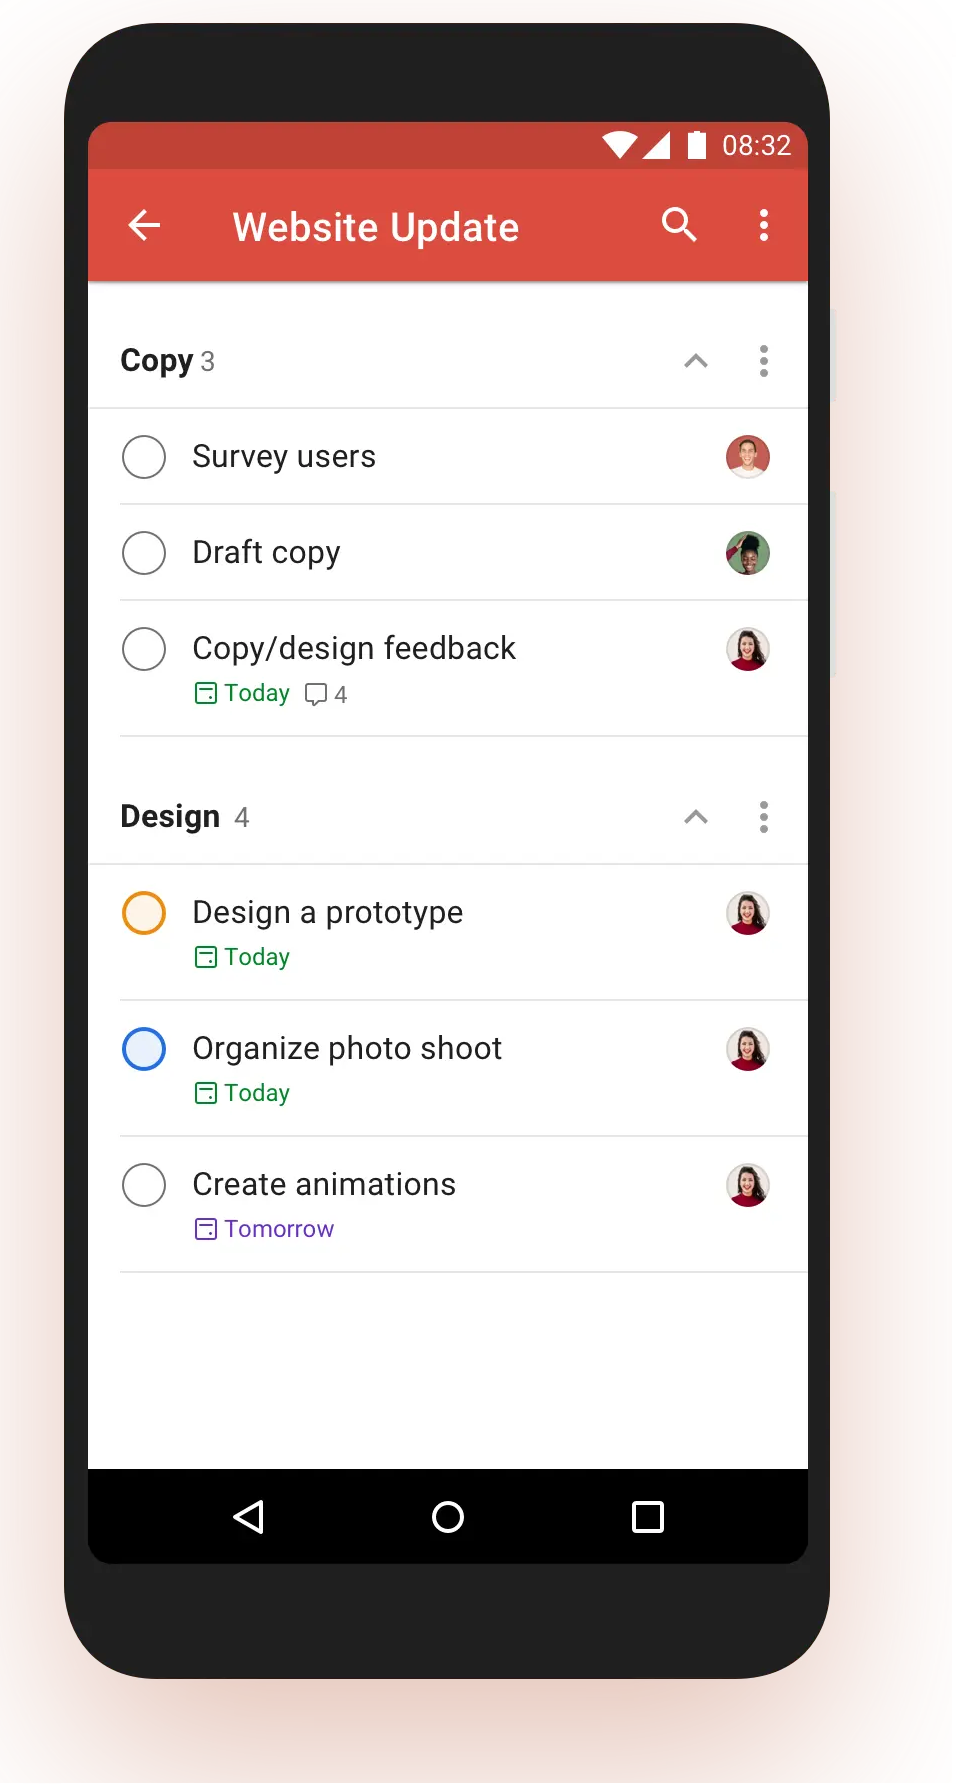 08:32
Website Update
Copy 3
Survey users
Draft copy
Copy/design feedback
Today 4
Design 4
Design a prototype
Today
Organize photo shoot
Today
Create animations
Tomorrow